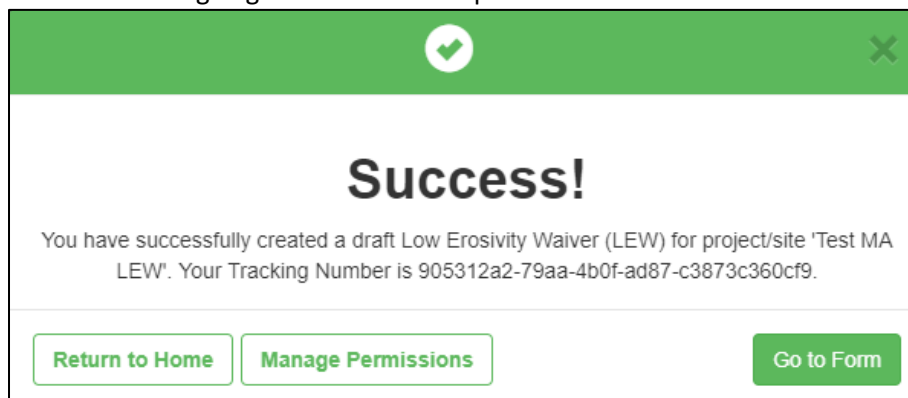 Success!
You have successfully created a draft Low Erosivity Waiver (LEW) for project/site 'Test MA
LEW'. Your Tracking Number is 905312a2-79aa-4b0f-ad87-c3873c360cf9.
Return to Home Manage Permissions Go to Form